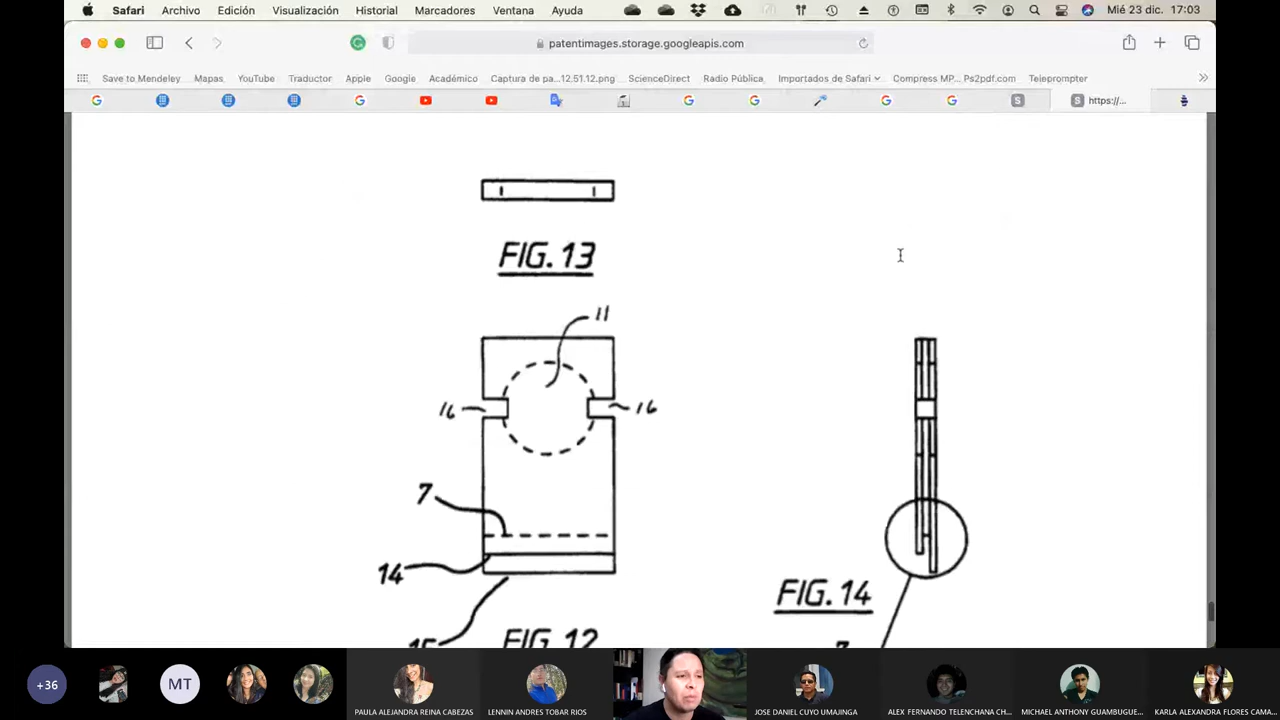 Safari Archivo Edición Visualización Historial Marcadores Ventana Ayuda Mié 23 dic. 17:03
patentimages.storage.googleapis.com
Save to Mendeley Mapas YouTube Traductor Apple Google Académico Captura de pa...12.51.12.png ScienceDirect Radio Pública Importados de Safari Compress MP... Ps2pdf.com Teleprompter
S S https://...
FIG. 13
11
16 16
7
14
FIG. 14
15 FIG. 12
7
+36 MT
PAULA ALEJANDRA REINA CABEZAS LENNIN ANDRES TOBAR RIOS JOSE DANIEL CUYO UMAJINGA ALEX FERNANDO TELENCHANA CH... MICHAEL ANTHONY GUAMBUGUE... KARLA ALEXANDRA FLORES CAMA...